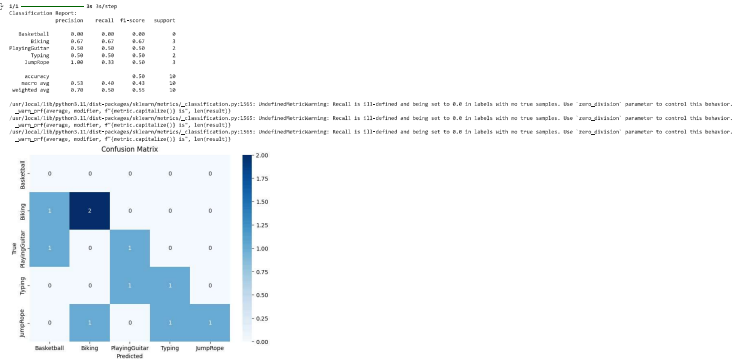 1/1 3s 3s/step
Classification Report:
precision recall f1-score support
Basketball 0.00 0.00 0.00 0
Biking 0.67 0.67 0.67 3
PlayingGuitar 0.50 0.50 0.50 2
Typing 0.50 0.50 0.50 2
JumpRope 1.00 0.33 0.50 3
accuracy 0.50 10
macro avg 0.53 0.40 0.43 10
weighted avg 0.70 0.50 0.55 10
/usr/local/lib/python3.11/dist-packages/sklearn/metrics/_classification.py:1565: UndefinedMetricWarning: Recall is ill-defined and being set to 0.0 in labels with no true samples. Use `zero_division` parameter to control this behavior.
_warn_prf(average, modifier, f"{metric.capitalize()} is", len(result))
/usr/local/lib/python3.11/dist-packages/sklearn/metrics/_classification.py:1565: UndefinedMetricWarning: Recall is ill-defined and being set to 0.0 in labels with no true samples. Use `zero_division` parameter to control this behavior.
_warn_prf(average, modifier, f"{metric.capitalize()} is", len(result))
/usr/local/lib/python3.11/dist-packages/sklearn/metrics/_classification.py:1565: UndefinedMetricWarning: Recall is ill-defined and being set to 0.0 in labels with no true samples. Use `zero_division` parameter to control this behavior.
_warn_prf(average, modifier, f"{metric.capitalize()} is", len(result))
Confusion Matrix
Basketball 0 0 0 0 0
Biking 1 2 0 0 0
PlayingGuitar 1 0 1 0 0
Typing 0 0 1 1 0
JumpRope 0 1 0 1 1
True
Basketball Biking PlayingGuitar Typing JumpRope
Predicted
2.00
1.75
1.50
1.25
1.00
0.75
0.50
0.25
0.00